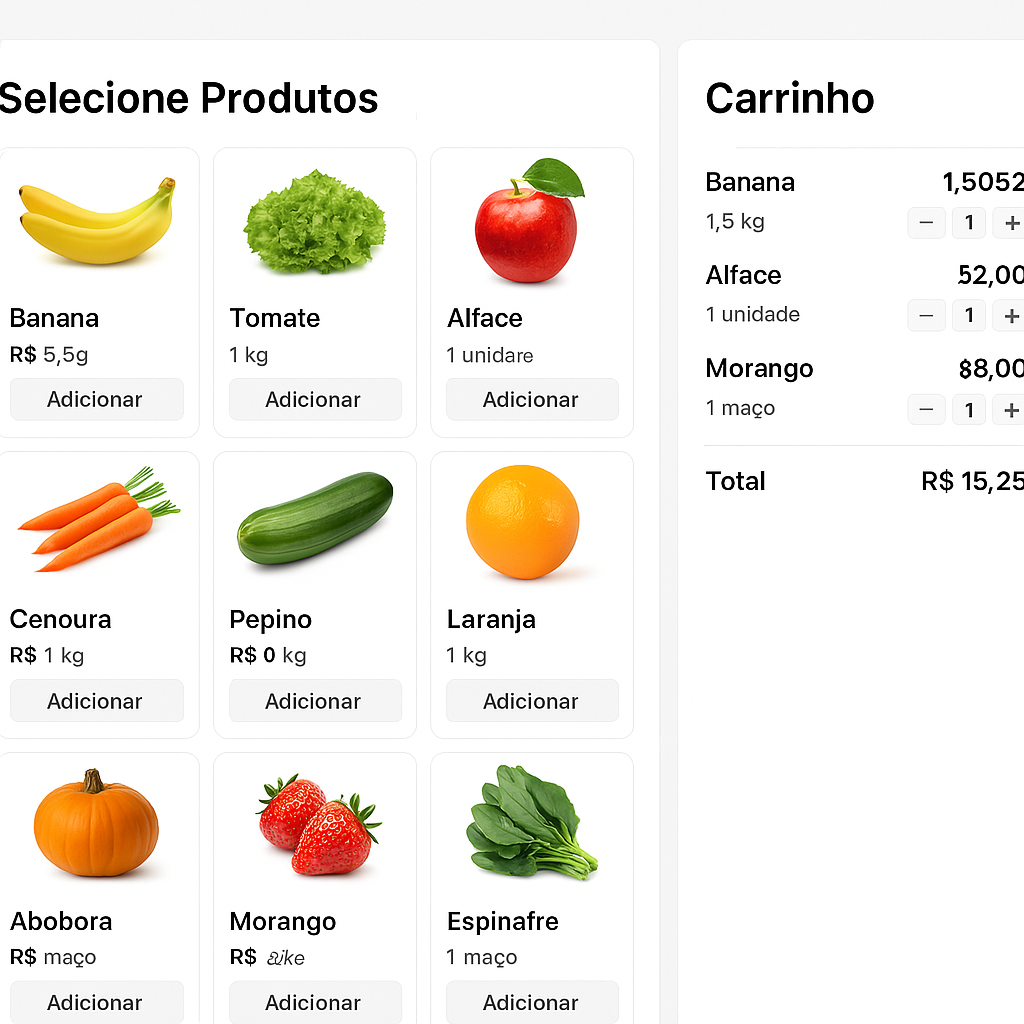 Selecione Produtos
Banana
R$ 5,5g
Adicionar
Tomate
1 kg
Adicionar
Alface
1 unidare
Adicionar
Cenoura
R$ 1 kg
Adicionar
Pepino
R$ 0 kg
Adicionar
Laranja
1 kg
Adicionar
Abobora
R$ maço
Adicionar
Morango
R$
Adicionar
Espinafre
1 maço
Adicionar
Carrinho
Banana 1,5052
1,5 kg − 1 +
Alface 52,00
1 unidade − 1 +
Morango $8,00
1 maço − 1 +
Total R$ 15,25